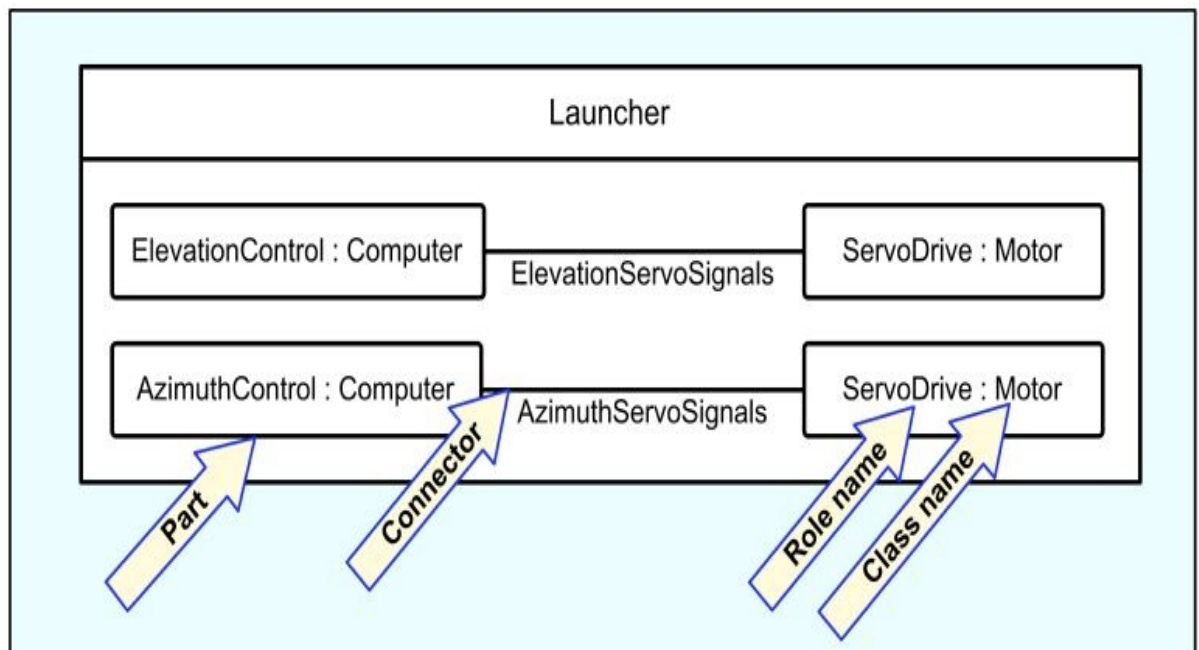 Launcher
ElevationControl : Computer
ElevationServoSignals
ServoDrive : Motor
AzimuthControl : Computer
AzimuthServoSignals
ServoDrive : Motor
Part
Connector
Role name
Class name